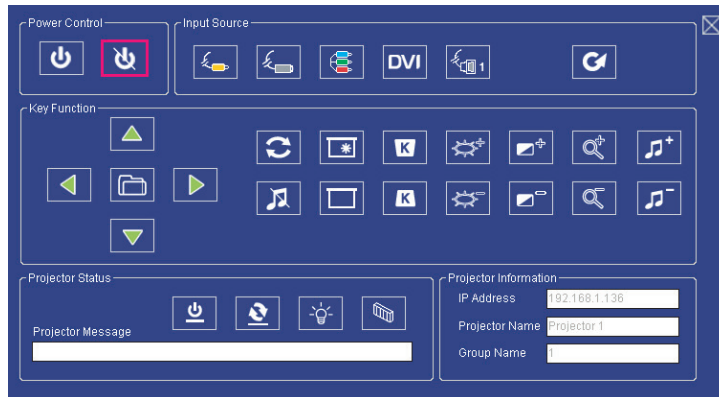 Power Control
Input Source
DVI
1
Key Function
K
K
Projector Status
Projector Message
Projector Information
IP Address 192.168.1.136
Projector Name Projector 1
Group Name 1